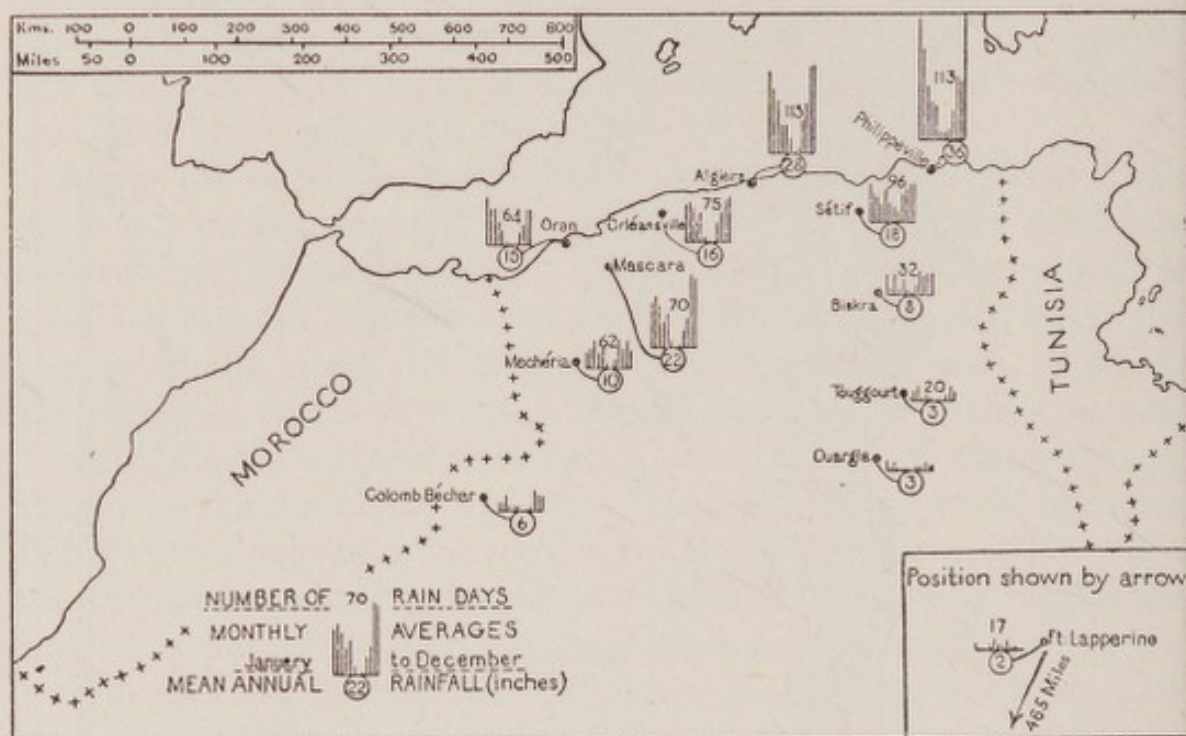 Kms. 100 0 100 200 300 400 500 600 700 800
Miles 50 0 100 200 300 400 500
113
113
Philippeville
36
Algiers
26
96
Sétif
18
64
Oran
15
Orléansville
75
16
Mascara
70
22
32
Biskra
8
TUNISIA
62
Mechéria
10
MOROCCO
20
Touggourt
3
Ouargla
3
Colomb Bécher
6
NUMBER OF 70 RAIN DAYS
MONTHLY AVERAGES
January to December
MEAN ANNUAL 22 RAINFALL (inches)
Position shown by arrow
17
Ft. Lapperine
2
465 Miles